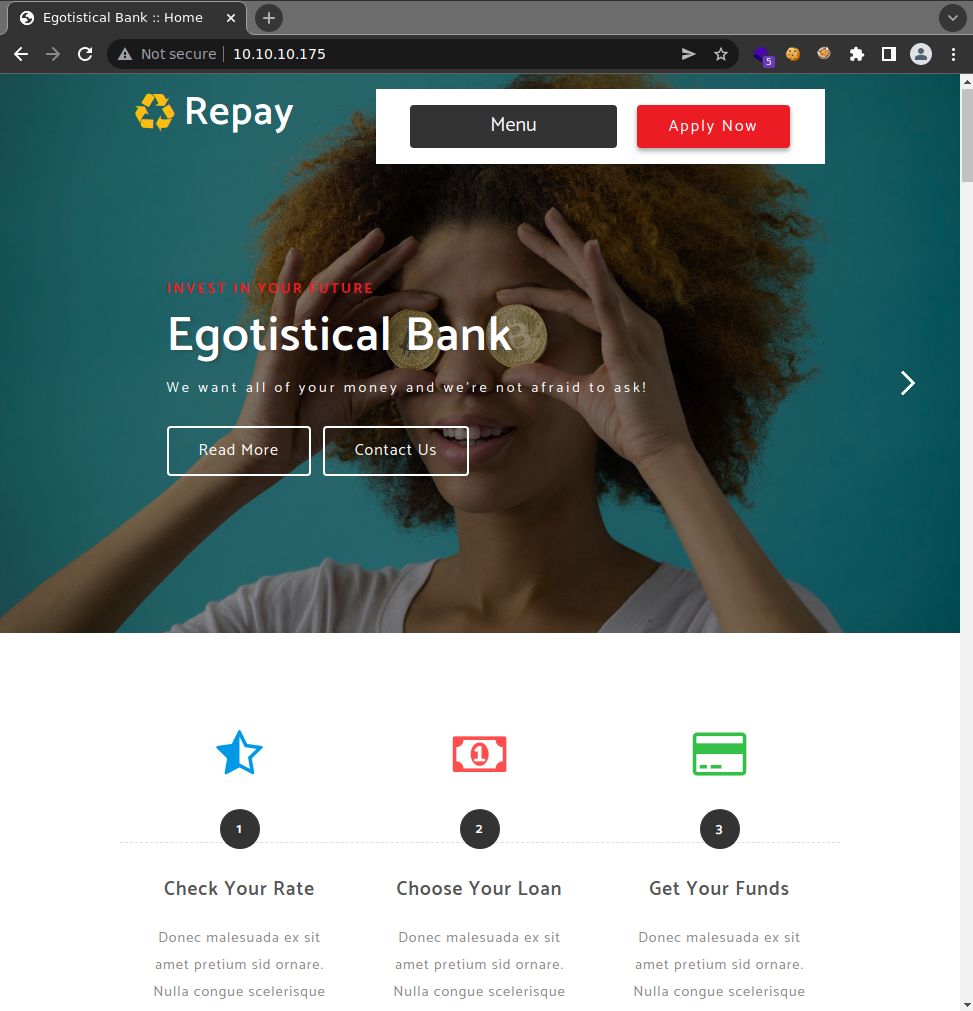 Egotistical Bank :: Home
Not secure 10.10.10.175
5
Repay
Menu
Apply Now
INVEST IN YOUR FUTURE
Egotistical Bank
We want all of your money and we're not afraid to ask!
Read More
Contact Us
1
1 2 3
Check Your Rate
Choose Your Loan
Get Your Funds
Donec malesuada ex sit
amet pretium sid ornare.
Nulla congue scelerisque
Donec malesuada ex sit
amet pretium sid ornare.
Nulla congue scelerisque
Donec malesuada ex sit
amet pretium sid ornare.
Nulla congue scelerisque